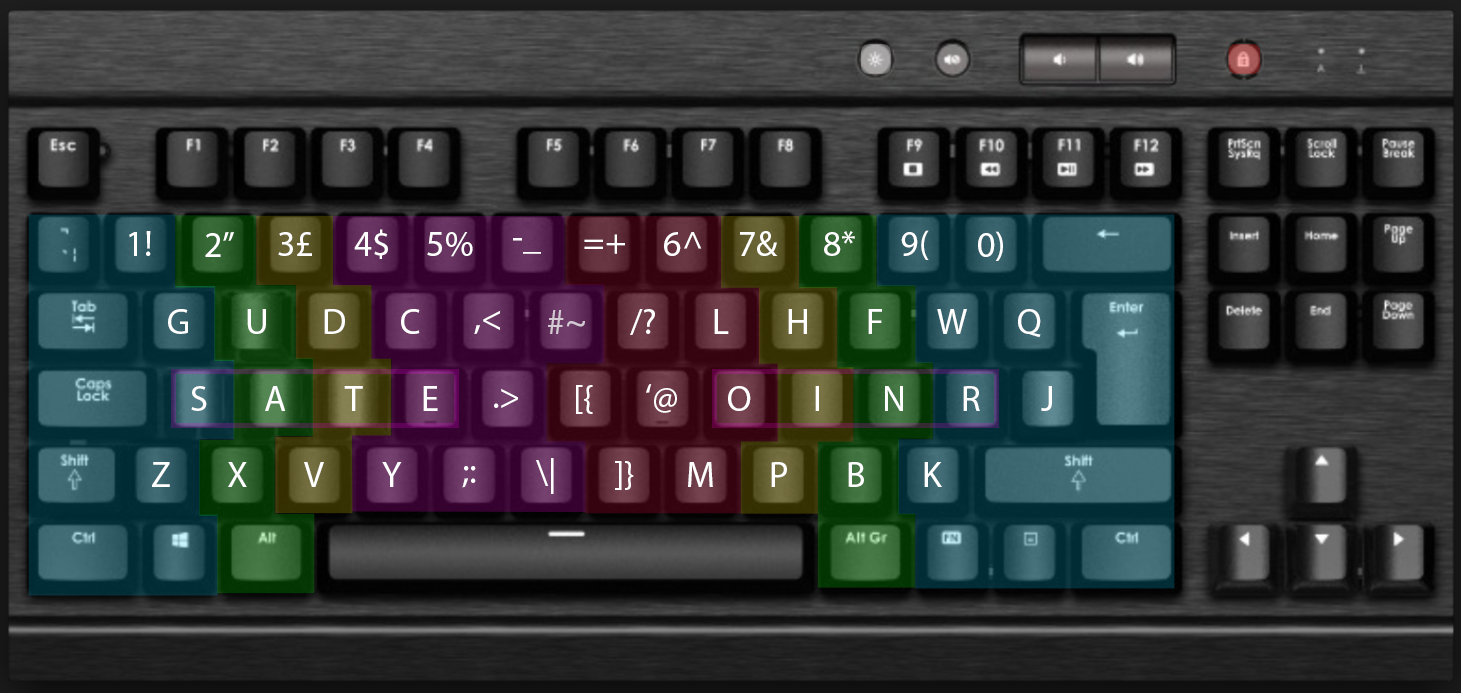 Esc F1 F2 F3 F4 F5 F6 F7 F8 F9 F10 F11 F12 PrtScn SysRq Scroll Lock Pause Break
1! 2” 3£ 4$ 5% -_ =+ 6^ 7& 8* 9( 0) Insert Home Page Up
Tab G U D C ,< #~ /? L H F W Q Enter Delete End Page Down
Caps Lock S A T E .> [{ ‘@ O I N R J
Shift Z X V Y ;: \| ]} M P B K Shift
Ctrl Alt Alt Gr FN Ctrl